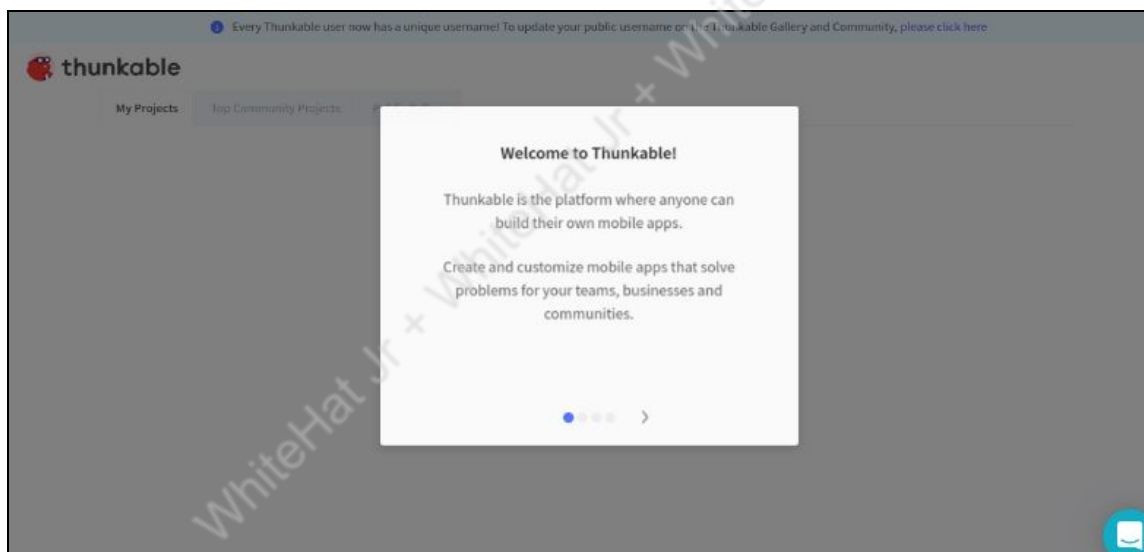 Every Thunkable user now has a unique username! To update your public username on the Thunkable Gallery and Community, please click here
thunkable
My Projects Top Community Projects
Welcome to Thunkable!
Thunkable is the platform where anyone can
build their own mobile apps.
Create and customize mobile apps that solve
problems for your teams, businesses and
communities.
WhiteHat Jr + WhiteHat Jr + White